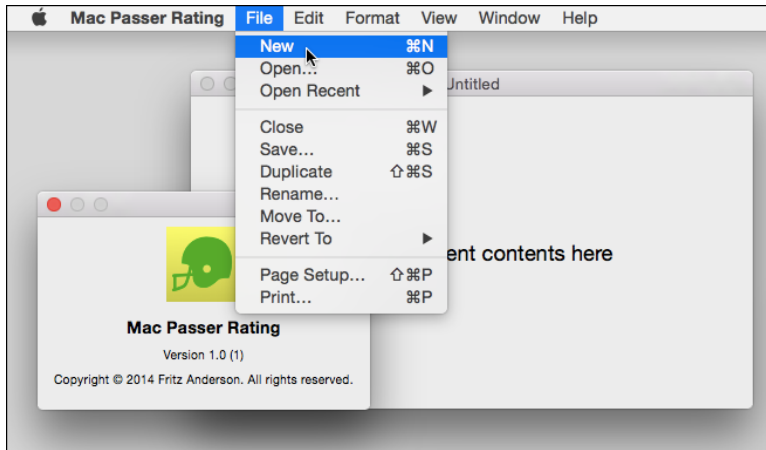 Mac Passer Rating File Edit Format View Window Help
New ⌘N
Open... ⌘O
Open Recent ▶
Untitled
Close ⌘W
Save... ⌘S
Duplicate ⇧⌘S
Rename...
Move To...
Revert To ▶
contents here
Page Setup... ⇧⌘P
Print... ⌘P
Mac Passer Rating
Version 1.0 (1)
Copyright © 2014 Fritz Anderson. All rights reserved.